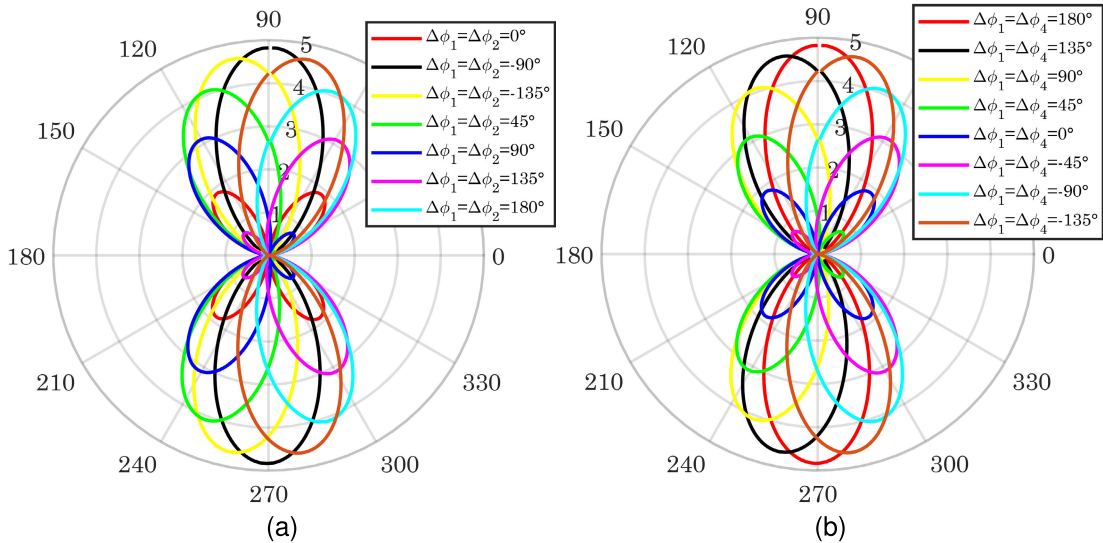 (a)
90
120
150
180
210
240
270
300
330
0
1
2
3
4
5
Δϕ1=Δϕ2=0°
Δϕ1=Δϕ2=-90°
Δϕ1=Δϕ2=-135°
Δϕ1=Δϕ2=45°
Δϕ1=Δϕ2=90°
Δϕ1=Δϕ2=135°
Δϕ1=Δϕ2=180°
(a)
(b)
90
120
150
180
210
240
270
300
330
0
1
2
3
4
5
Δϕ1=Δϕ4=180°
Δϕ1=Δϕ4=135°
Δϕ1=Δϕ4=90°
Δϕ1=Δϕ4=45°
Δϕ1=Δϕ4=0°
Δϕ1=Δϕ4=-45°
Δϕ1=Δϕ4=-90°
Δϕ1=Δϕ4=-135°
(b)